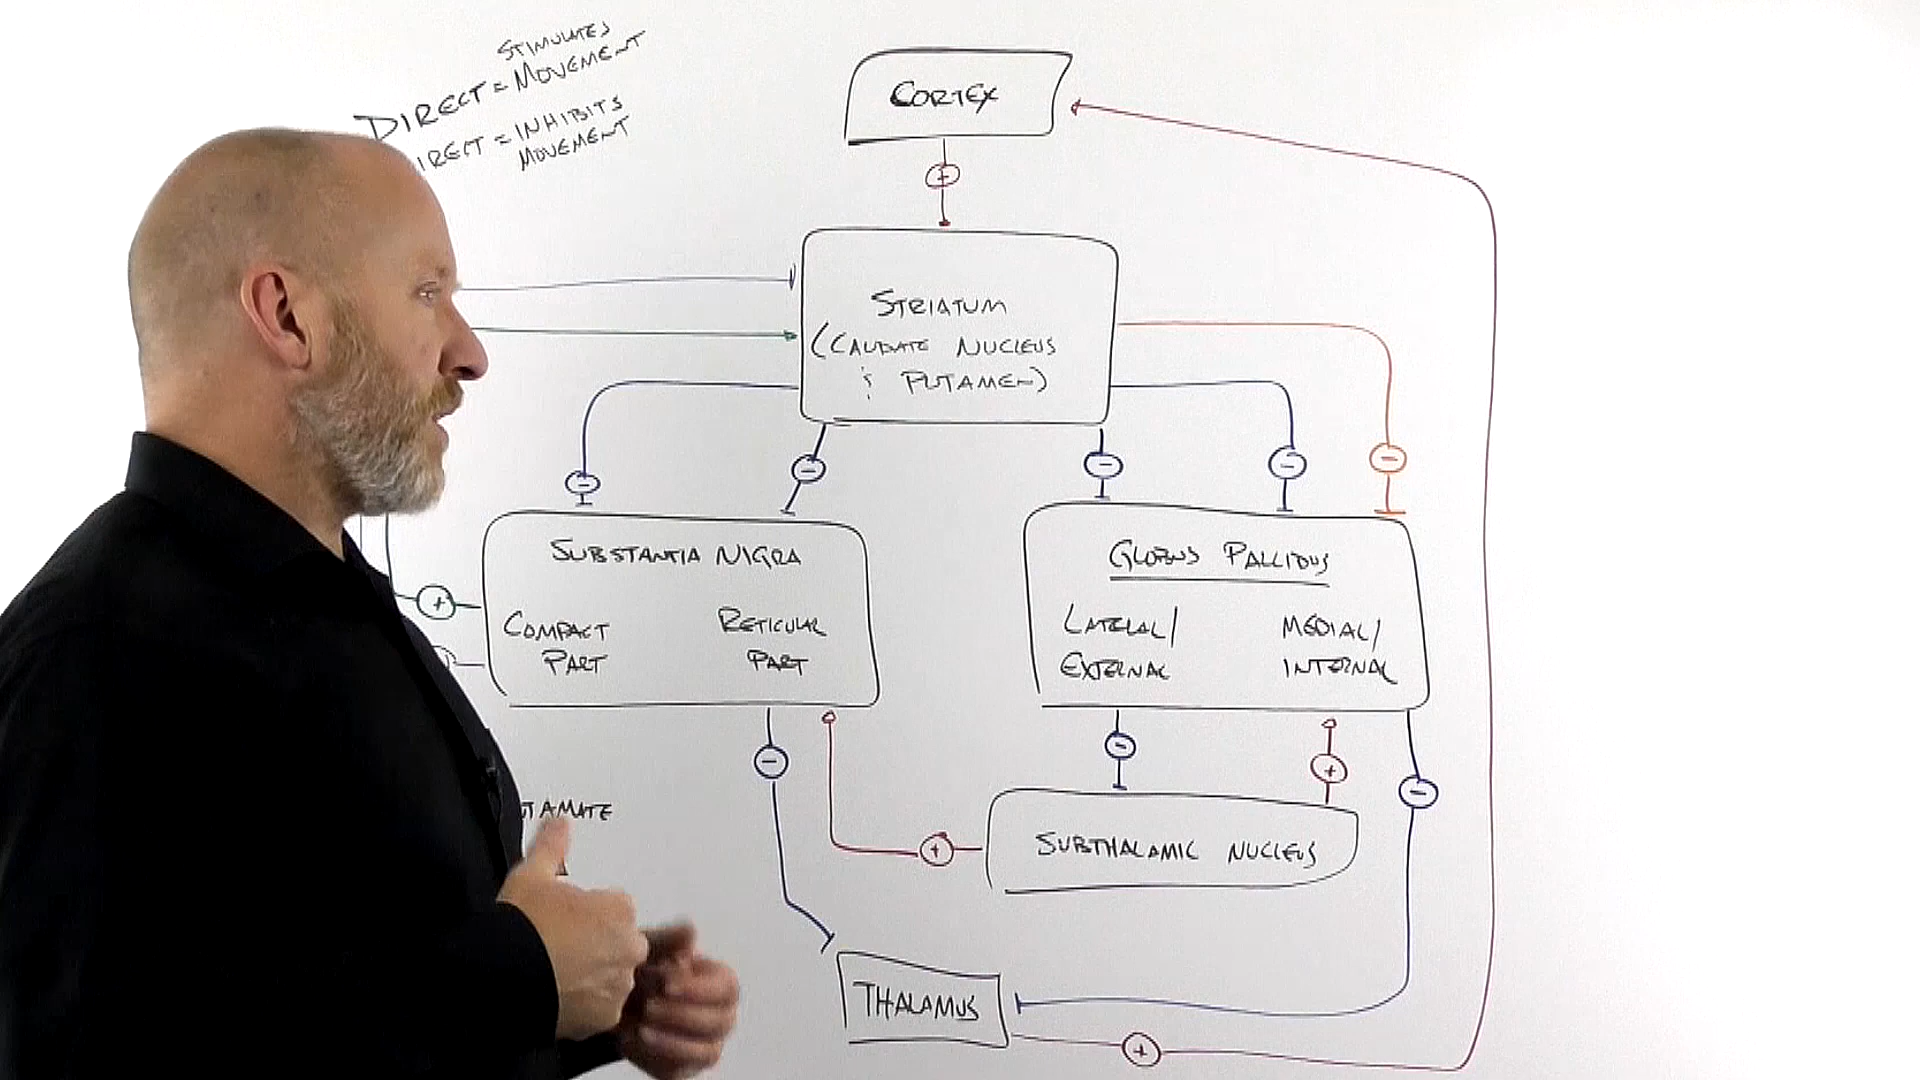 STIMULATES
DIRECT = MOVEMENT
IRECT = INHIBITS
MOVEMENT
CORTEX
+
STRIATUM
(CAUDATE NUCLEUS
& PUTAMEN)
- - - - -
SUBSTANTIA NIGRA
COMPACT RETICULAR
PART PART
GLOBUS PALLIDUS
LATERAL/ MEDIAL/
EXTERNAL INTERNAL
+
- - + -
TAMATE
+
SUBTHALAMIC NUCLEUS
THALAMUS
+